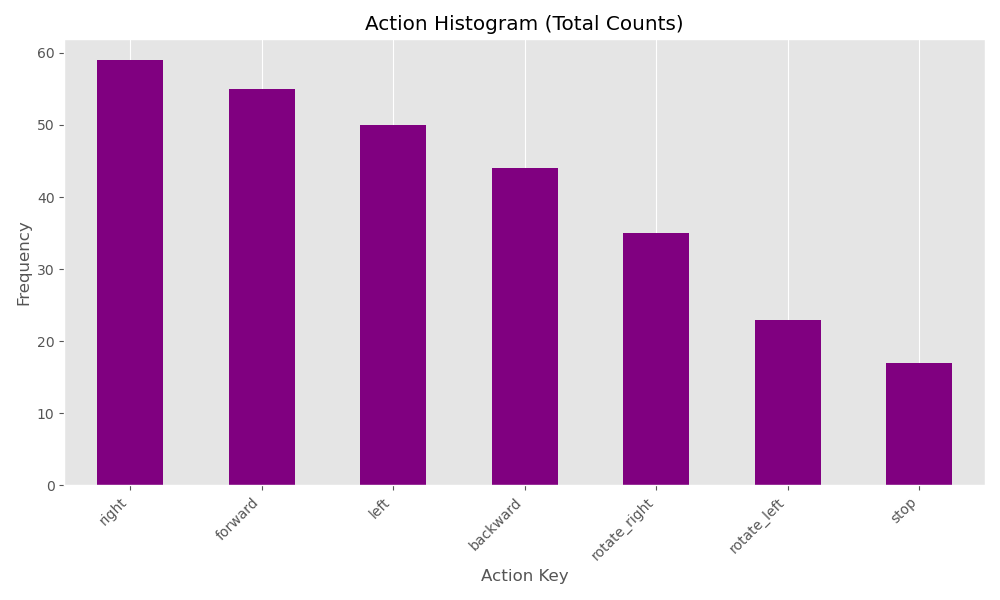 Action Histogram (Total Counts)
Frequency
60
50
40
30
20
10
0
right
forward
left
backward
rotate_right
rotate_left
stop
Action Key